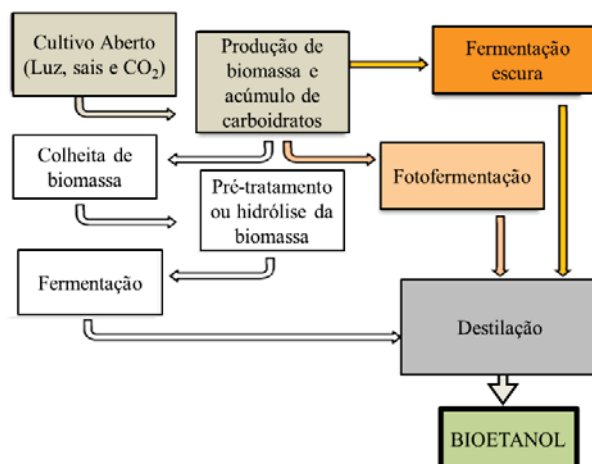 Cultivo Aberto
(Luz, sais e CO₂)
Produção de
biomassa e
acúmulo de
carboidratos
Fermentação
escura
Colheita de
biomassa
Pré-tratamento
ou hidrólise da
biomassa
Fotofermentação
Fermentação
Destilação
BIOETANOL